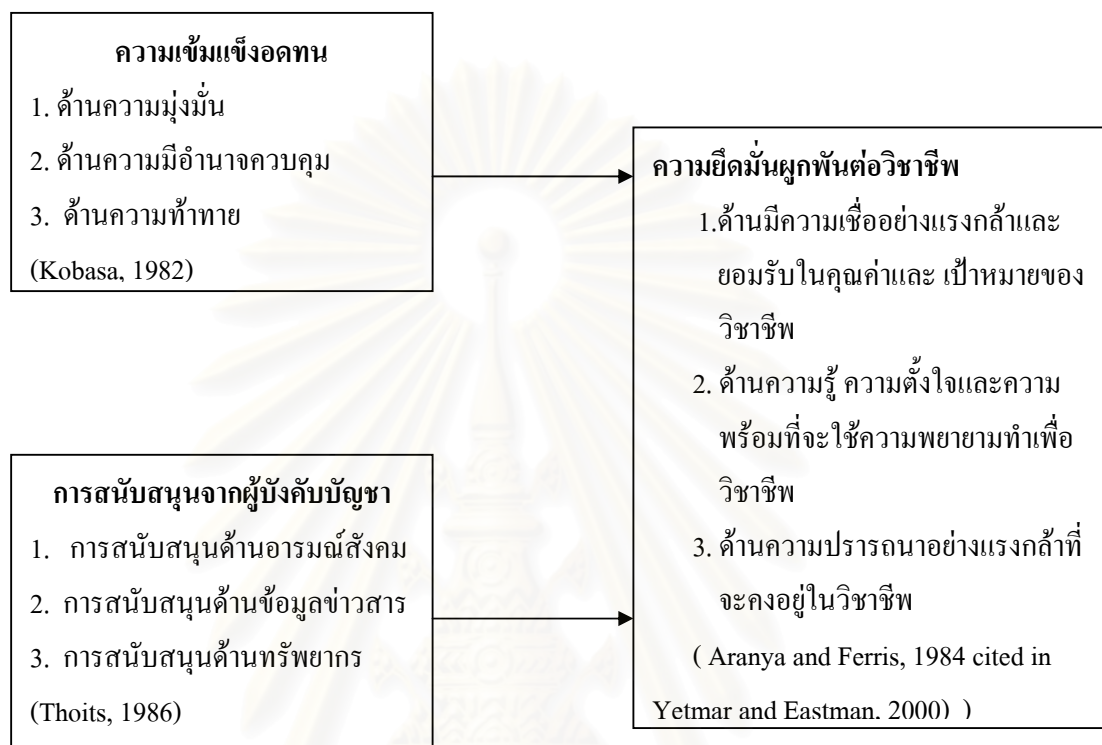 ความเข้มแข็งอดทน
1. ด้านความมุ่งมั่น
2. ด้านความมีอำนาจควบคุม
3. ด้านความท้าทาย
(Kobasa, 1982)
การสนับสนุนจากผู้บังคับบัญชา
1. การสนับสนุนด้านอารมณ์สังคม
2. การสนับสนุนด้านข้อมูลข่าวสาร
3. การสนับสนุนด้านทรัพยากร
(Thoits, 1986)
ความยึดมั่นผูกพันต่อวิชาชีพ
1.ด้านมีความเชื่ออย่างแรงกล้าและ
ยอมรับในคุณค่าและ เป้าหมายของ
วิชาชีพ
2. ด้านความรู้ ความตั้งใจและความ
พร้อมที่จะใช้ความพยายามทำเพื่อ
วิชาชีพ
3. ด้านความปรารถนาอย่างแรงกล้าที่
จะคงอยู่ในวิชาชีพ
( Aranya and Ferris, 1984 cited in
Yetmar and Eastman, 2000) )